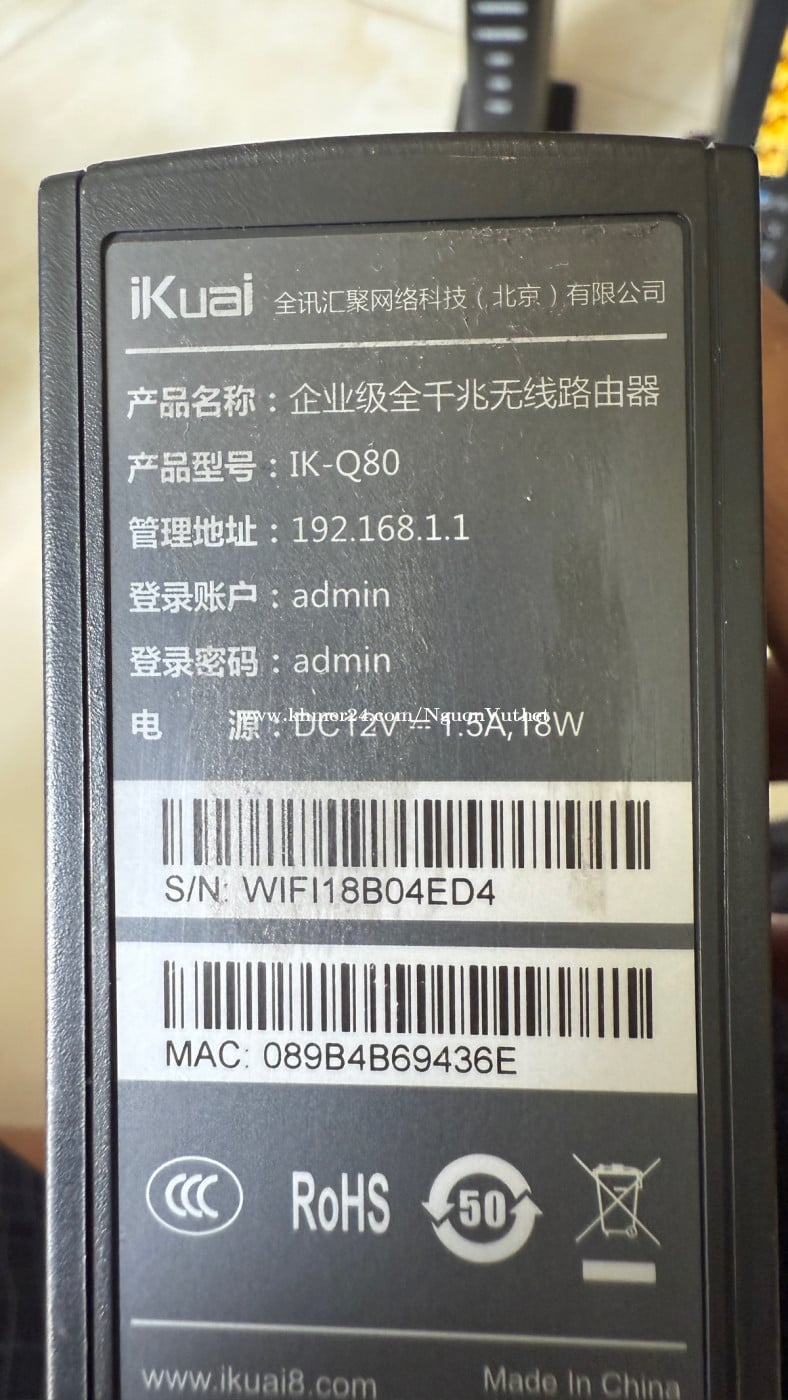 iKuai 全讯汇聚网络科技（北京）有限公司
产品名称：企业级全千兆无线路由器
产品型号：IK-Q80
管理地址：192.168.1.1
登录账户：admin
登录密码：admin
电 源：DC12V ⎓ 1.5A,18W
www.khmer24.com/NguonVuthet
S/N: WIFI18B04ED4
MAC: 089B4B69436E
CCC RoHS 50
www.ikuai8.com Made In China